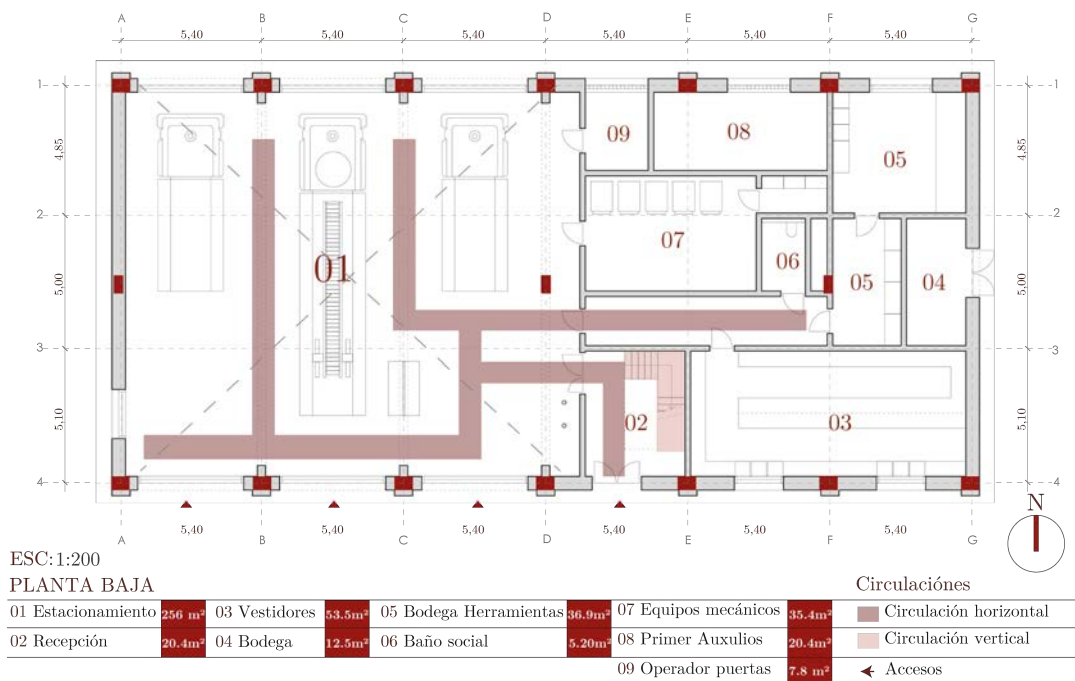 A B C D E F G
5,40 5,40 5,40 5,40 5,40 5,40
1 1
4,85 09 08 05 4,85
2 2
07
5,00 01 06 05 04 5,00
3 3
5,10 02 03 5,10
4 4
N
5,40 5,40 5,40 5,40 5,40 5,40
A B C D E F G
ESC:1:200
PLANTA BAJA Circulaciónes
01 Estacionamiento 256 m² 03 Vestidores 53.5m² 05 Bodega Herramientas 36.9m² 07 Equipos mecánicos 35.4m² Circulación horizontal
02 Recepción 20.4m² 04 Bodega 12.5m² 06 Baño social 5.20m² 08 Primer Auxulios 20.4m² Circulación vertical
09 Operador puertas 7.8 m² Accesos